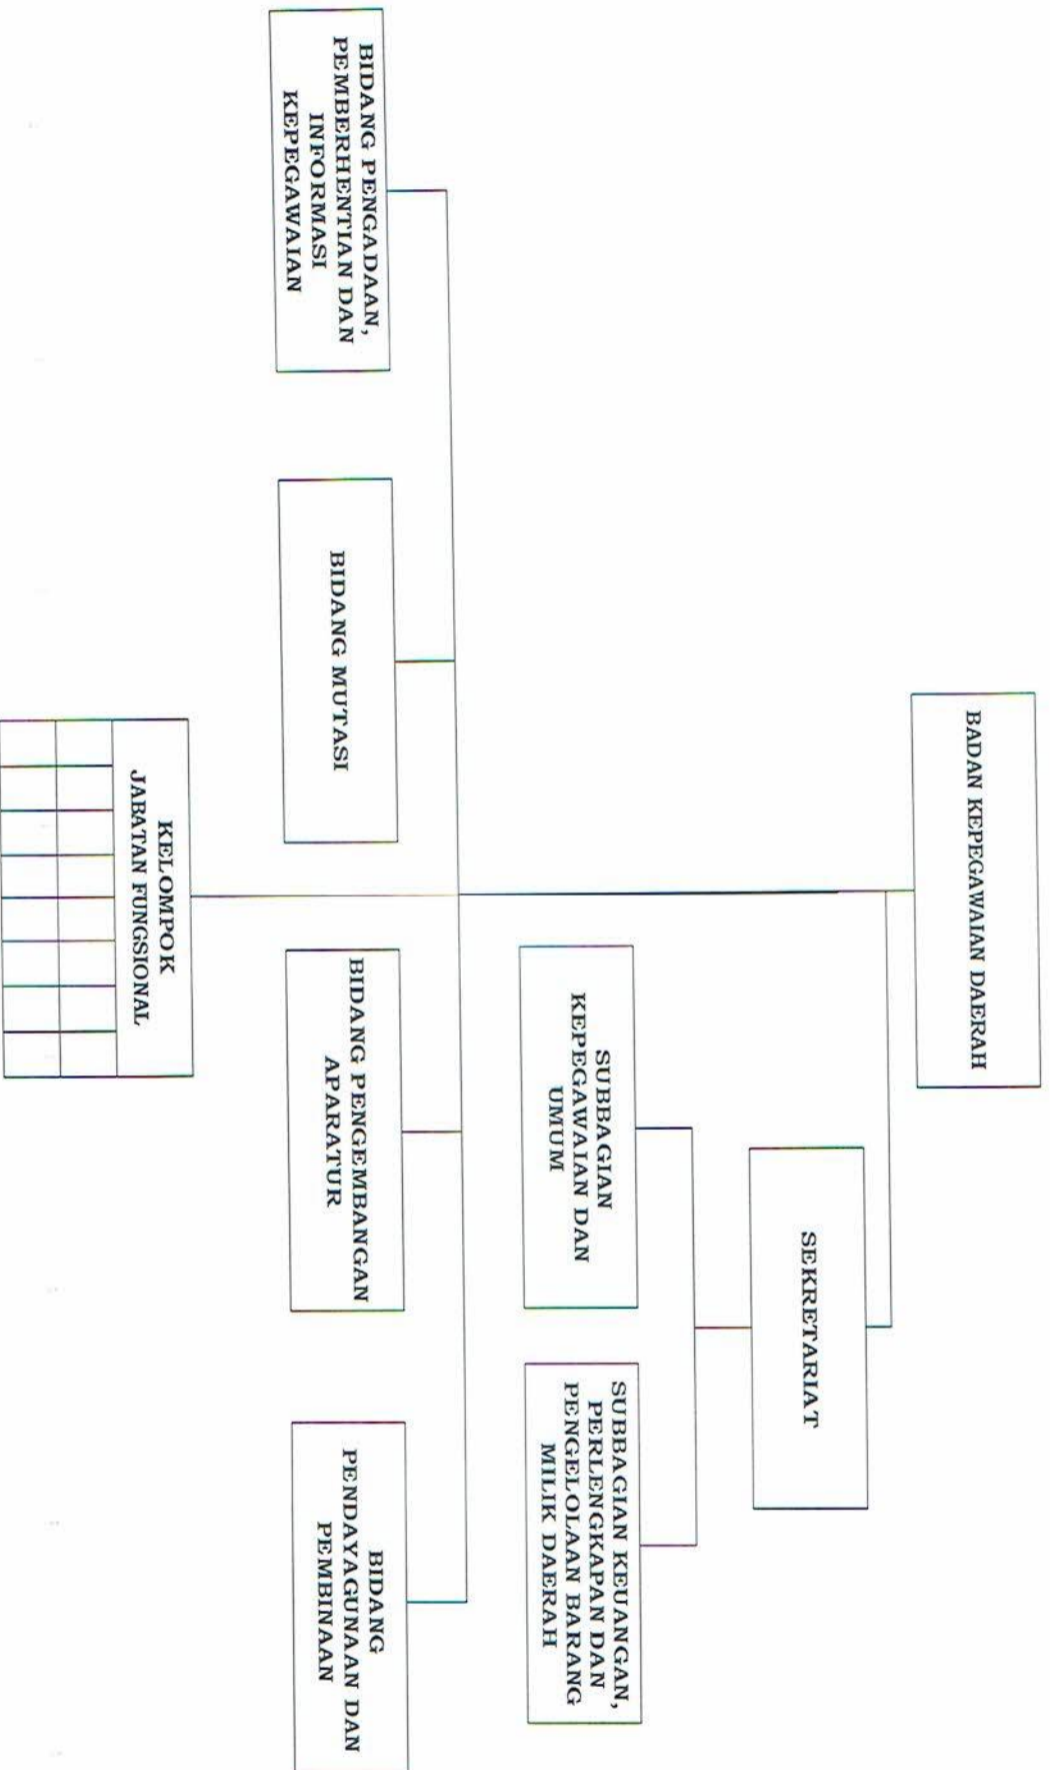 BADAN KEPEGAWAIAN DAERAH
SEKRETARIAT
SUBBAGIAN
KEPEGAWAIAN DAN
UMUM
SUBBAGIAN KEUANGAN,
PERLENGKAPAN DAN
PENGELOLAAN BARANG
MILIK DAERAH
BIDANG PENGADAAN,
PEMBERHENTIAN DAN
INFORMASI
KEPEGAWAIAN
BIDANG MUTASI
BIDANG PENGEMBANGAN
APARATUR
BIDANG
PENDAYAGUNAAN DAN
PEMBINAAN
KELOMPOK
JABATAN FUNGSIONAL